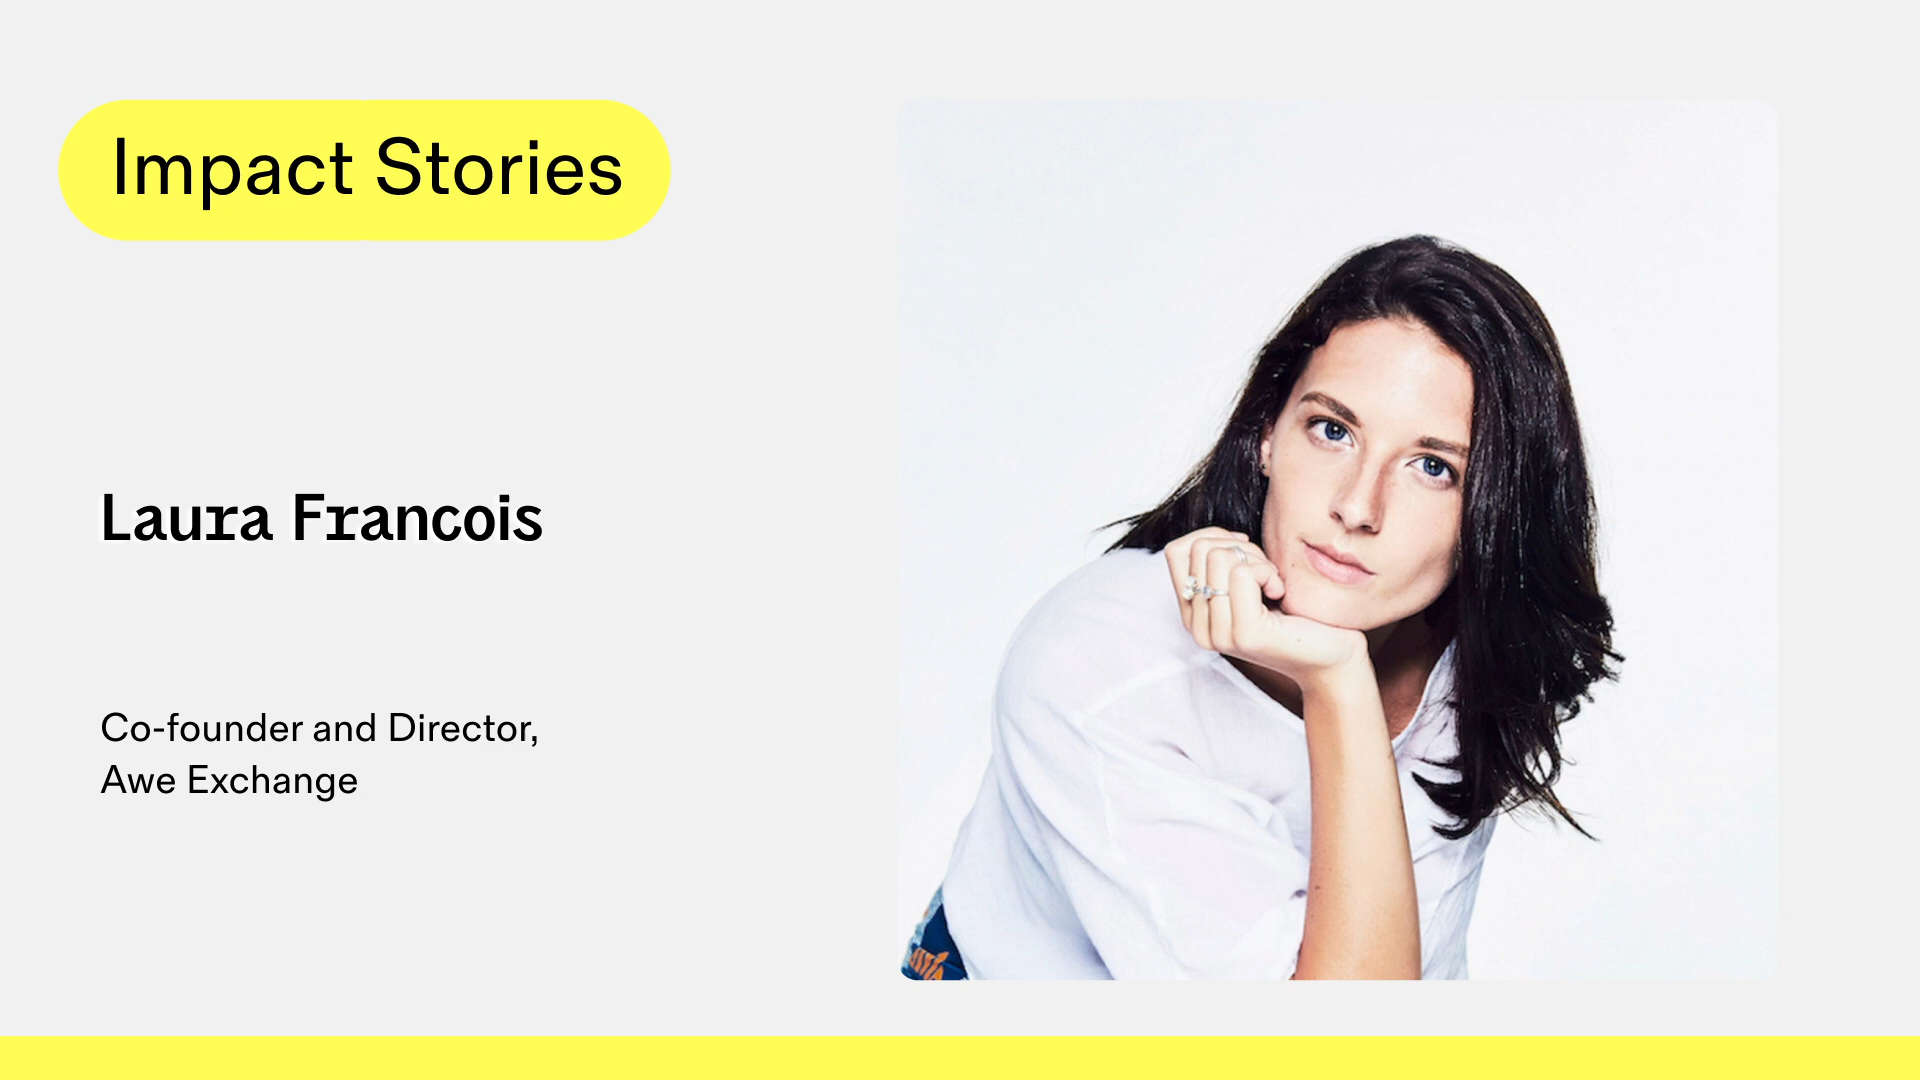 Impact Stories
Laura Francois
Co-founder and Director,
Awe Exchange